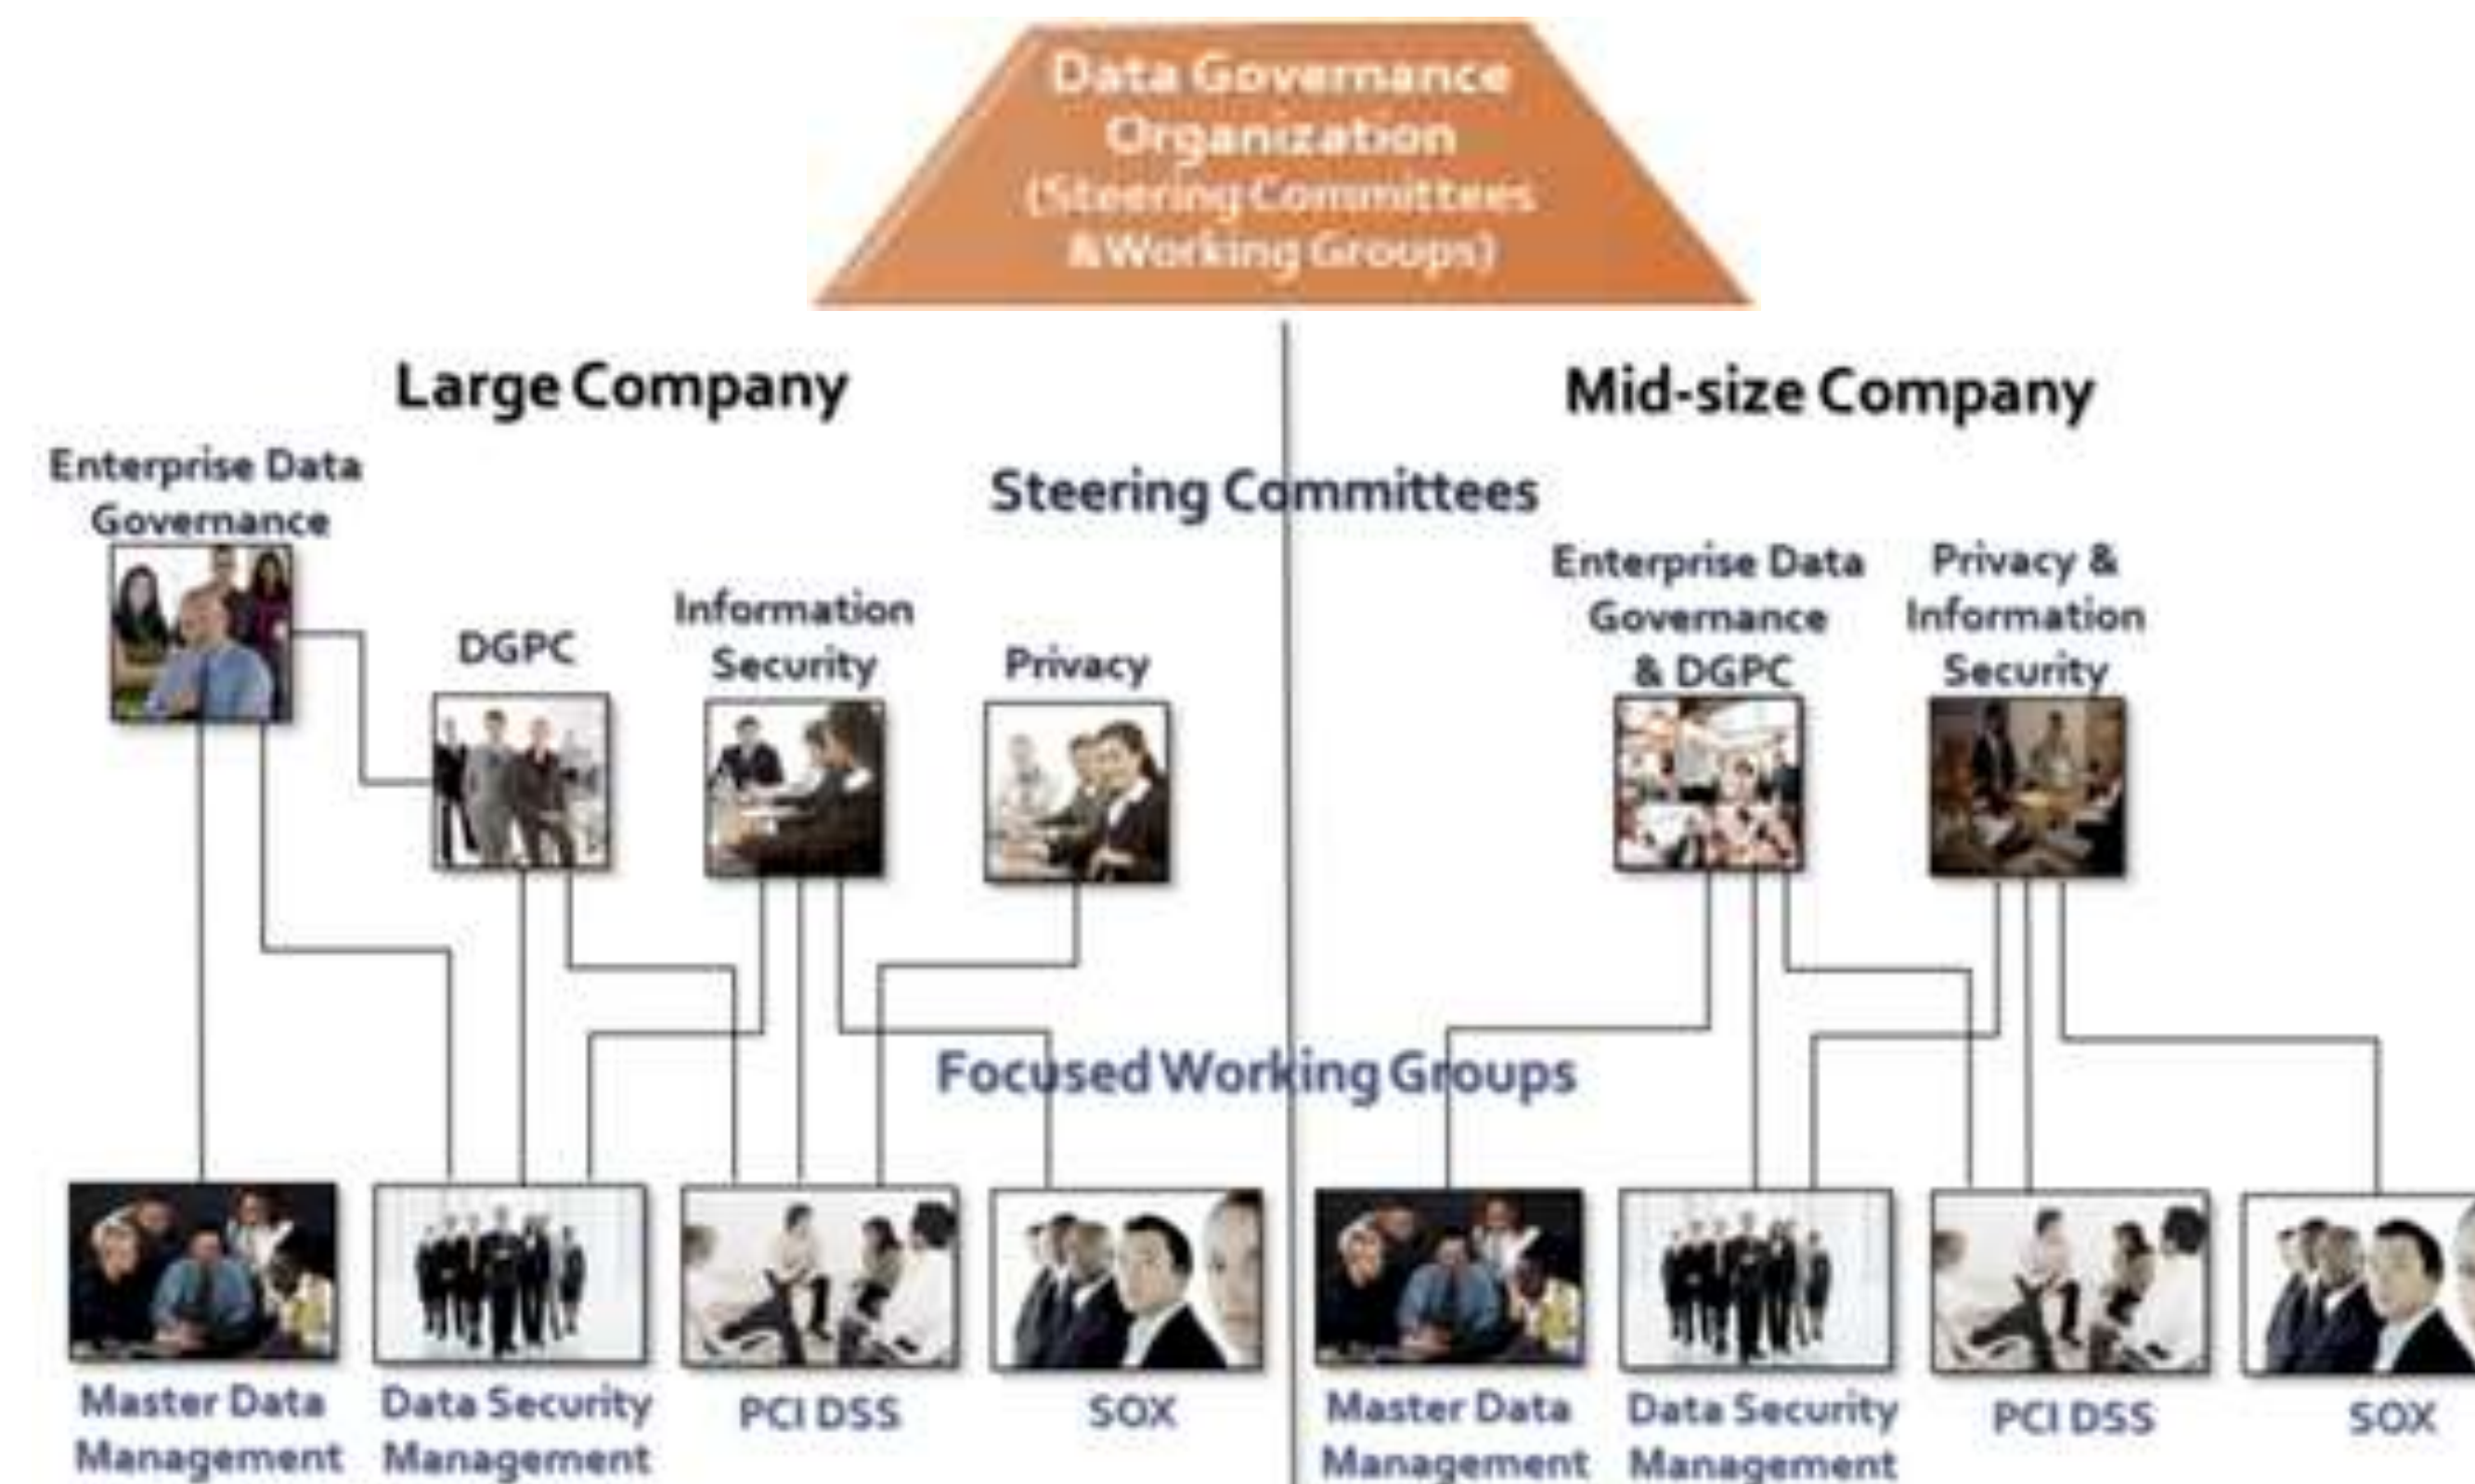 Data Governance
Organization
(Steering Committees
&Working Groups)
Large Company
Mid-size Company
Steering Committees
Enterprise Data
Governance
DGPC
Information
Security
Privacy
Enterprise Data
Governance
& DGPC
Privacy &
Information
Security
Focused Working Groups
Master Data
Management
Data Security
Management
PCI DSS
SOX
Master Data
Management
Data Security
Management
PCI DSS
SOX